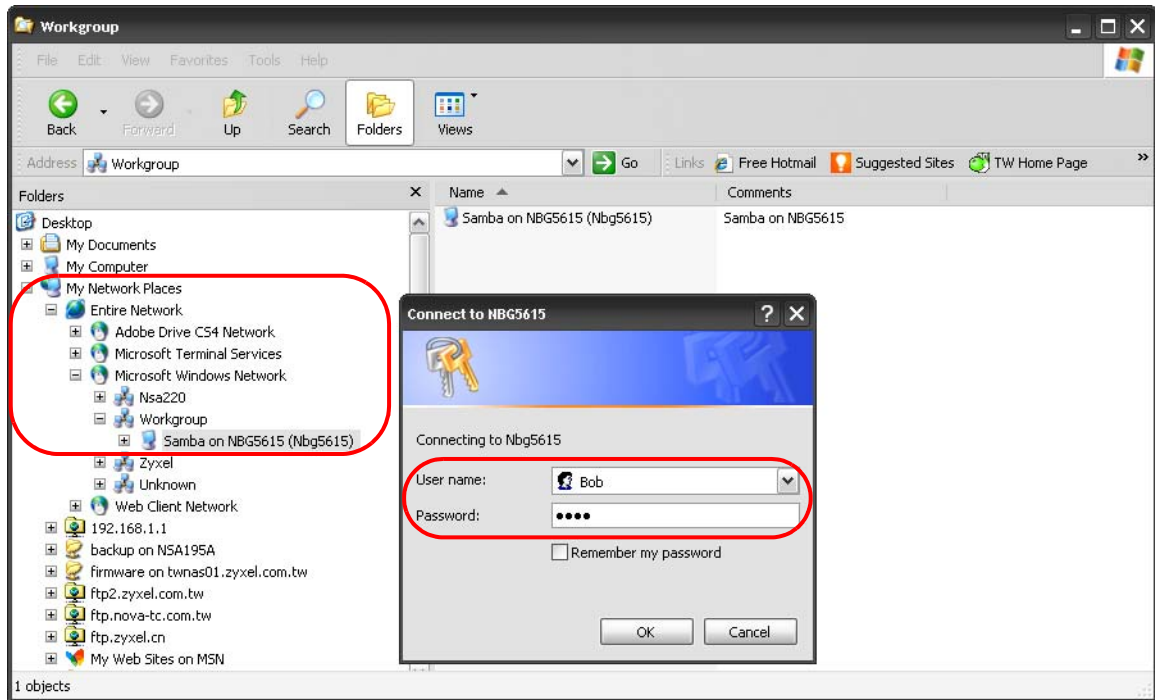 Workgroup
File Edit View Favorites Tools Help
Back Forward Up Search Folders Views
Address Workgroup Go Links Free Hotmail Suggested Sites TW Home Page »
Folders
Desktop
My Documents
My Computer
My Network Places
Entire Network
Adobe Drive CS4 Network
Microsoft Terminal Services
Microsoft Windows Network
Nsa220
Workgroup
Samba on NBG5615 (Nbg5615)
Zyxel
Unknown
Web Client Network
192.168.1.1
backup on NSA195A
firmware on twnas01.zyxel.com.tw
ftp2.zyxel.com.tw
ftp.nova-tc.com.tw
ftp.zyxel.cn
My Web Sites on MSN
Name Comments
Samba on NBG5615 (Nbg5615) Samba on NBG5615
Connect to NBG5615
Connecting to Nbg5615
User name: Bob
Password: ••••
Remember my password
OK Cancel
1 objects